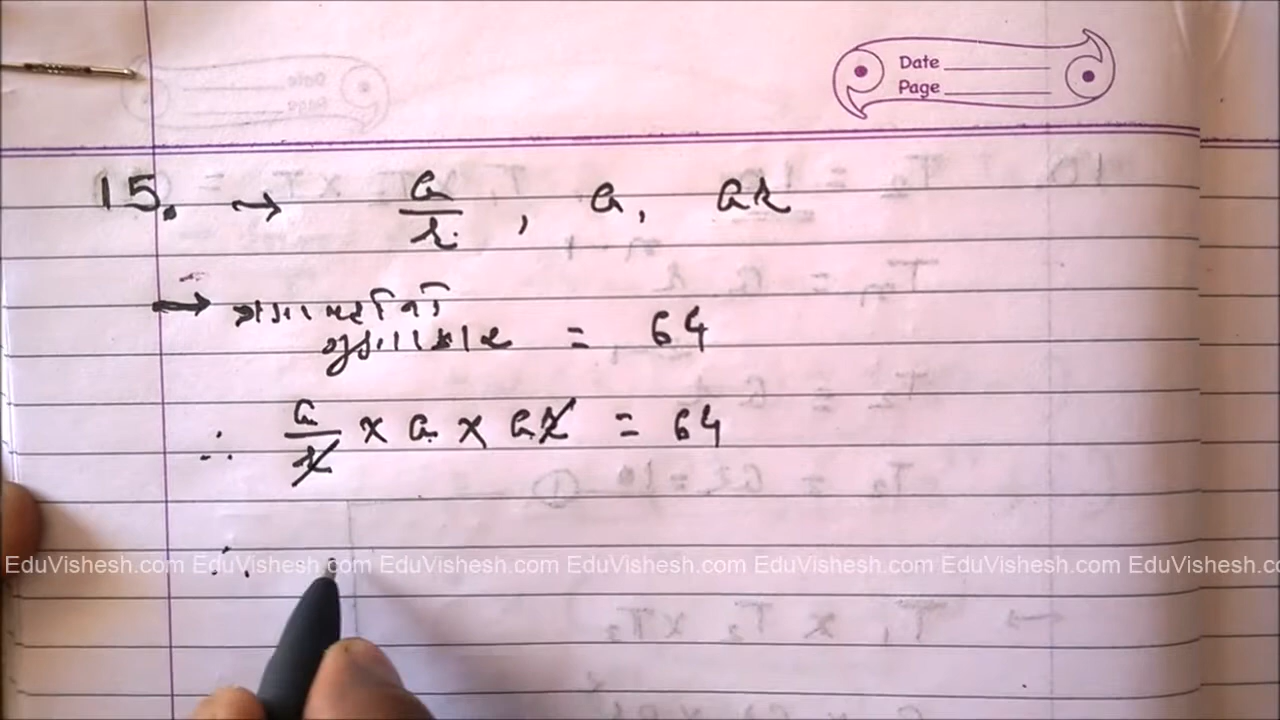 Date
Page
15. → a/r, a, ar
ગુણાકાર = 64
∴ a/r × a × ar = 64
∴
EduVishesh.com EduVishesh.com EduVishesh.com EduVishesh.com EduVishesh.com EduVishesh.com EduVishesh.com